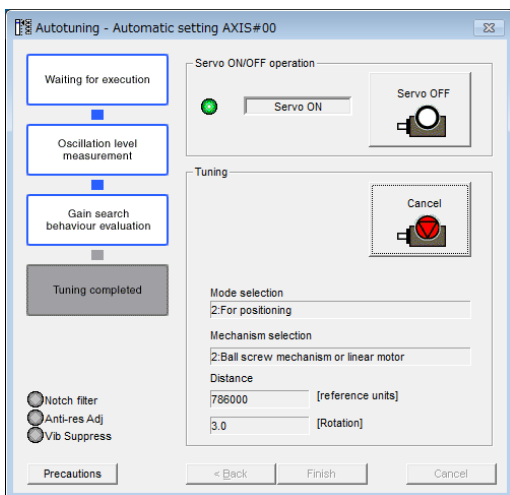 Autotuning - Automatic setting AXIS#00
Waiting for execution
Oscillation level
measurement
Gain search
behaviour evaluation
Tuning completed
Notch filter
Anti-res Adj
Vib Suppress
Servo ON/OFF operation
Servo ON
Servo OFF
Tuning
Cancel
Mode selection
2:For positioning
Mechanism selection
2:Ball screw mechanism or linear motor
Distance
786000 [reference units]
3.0 [Rotation]
Precautions < Back Finish Cancel